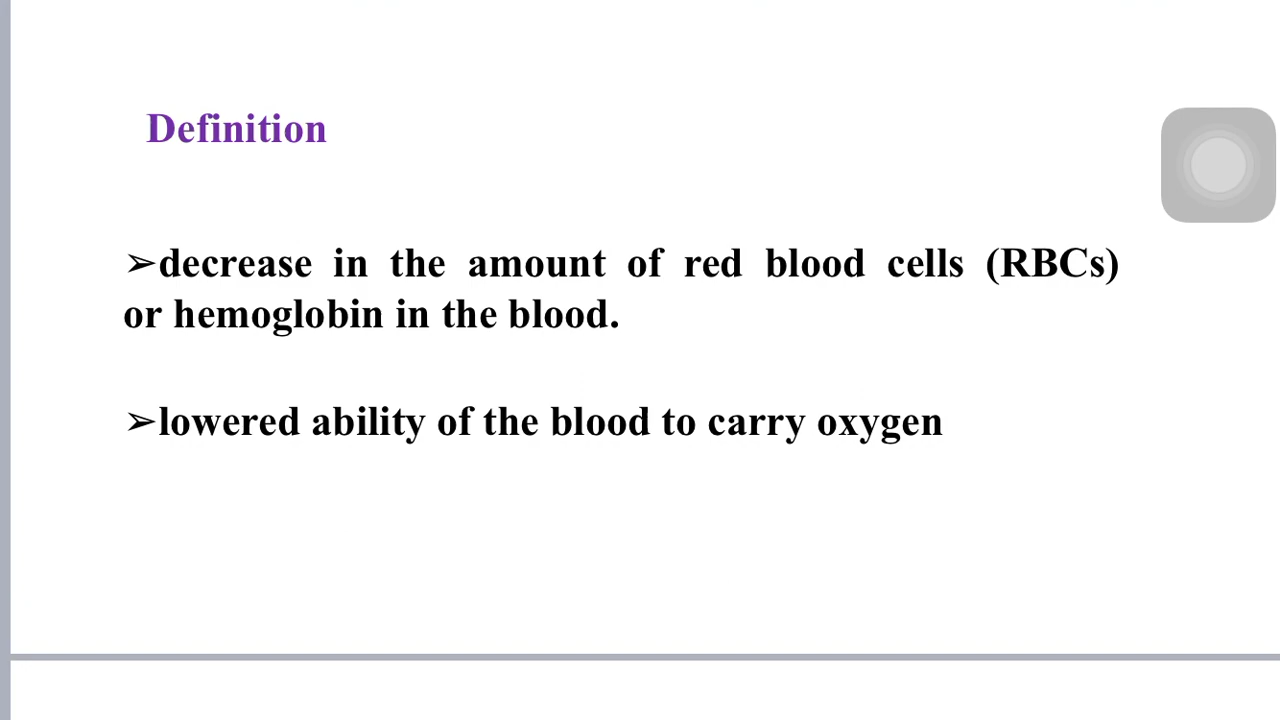 Definition
➢decrease in the amount of red blood cells (RBCs)
or hemoglobin in the blood.
➢lowered ability of the blood to carry oxygen